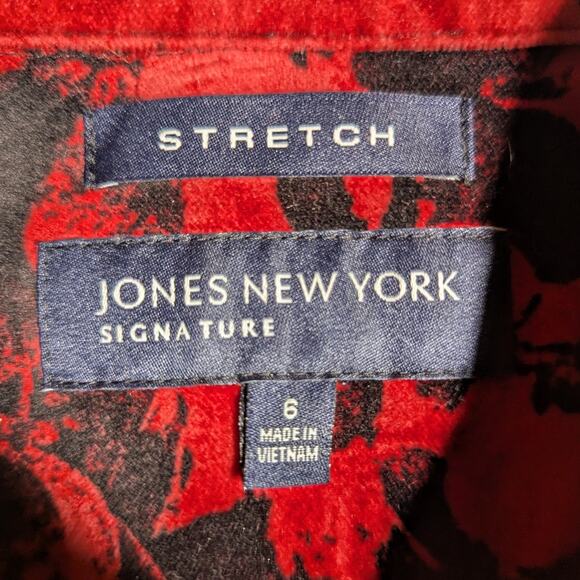 STRETCH
JONES NEW YORK
SIGNATURE
6
MADE IN
VIETNAM